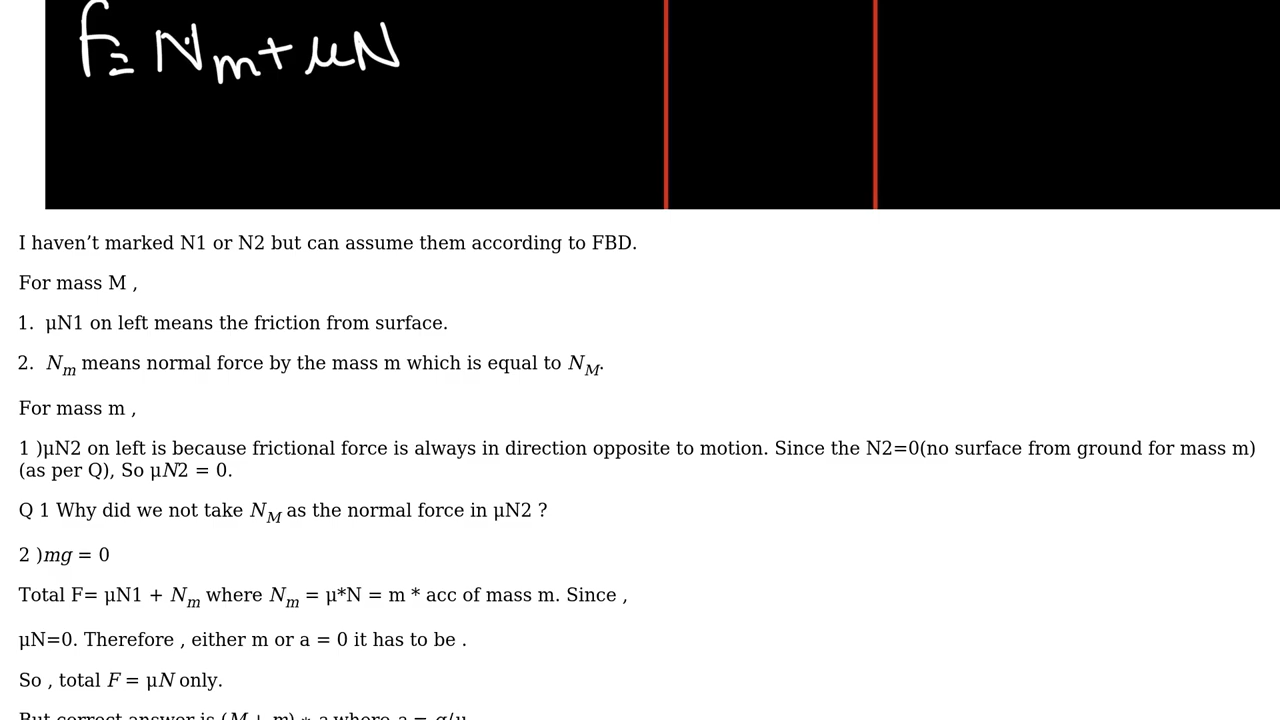 F= Nm+μN
I haven’t marked N1 or N2 but can assume them according to FBD.
For mass M ,
1. μN1 on left means the friction from surface.
2. Nm means normal force by the mass m which is equal to NM.
For mass m ,
1 )μN2 on left is because frictional force is always in direction opposite to motion. Since the N2=0(no surface from ground for mass m)
(as per Q), So μN2 = 0.
Q 1 Why did we not take NM as the normal force in μN2 ?
2 )mg = 0
Total F= μN1 + Nm where Nm = μ*N = m * acc of mass m. Since ,
μN=0. Therefore , either m or a = 0 it has to be .
So , total F = μN only.
But correct answer is (M + m) * a where a = g/μ